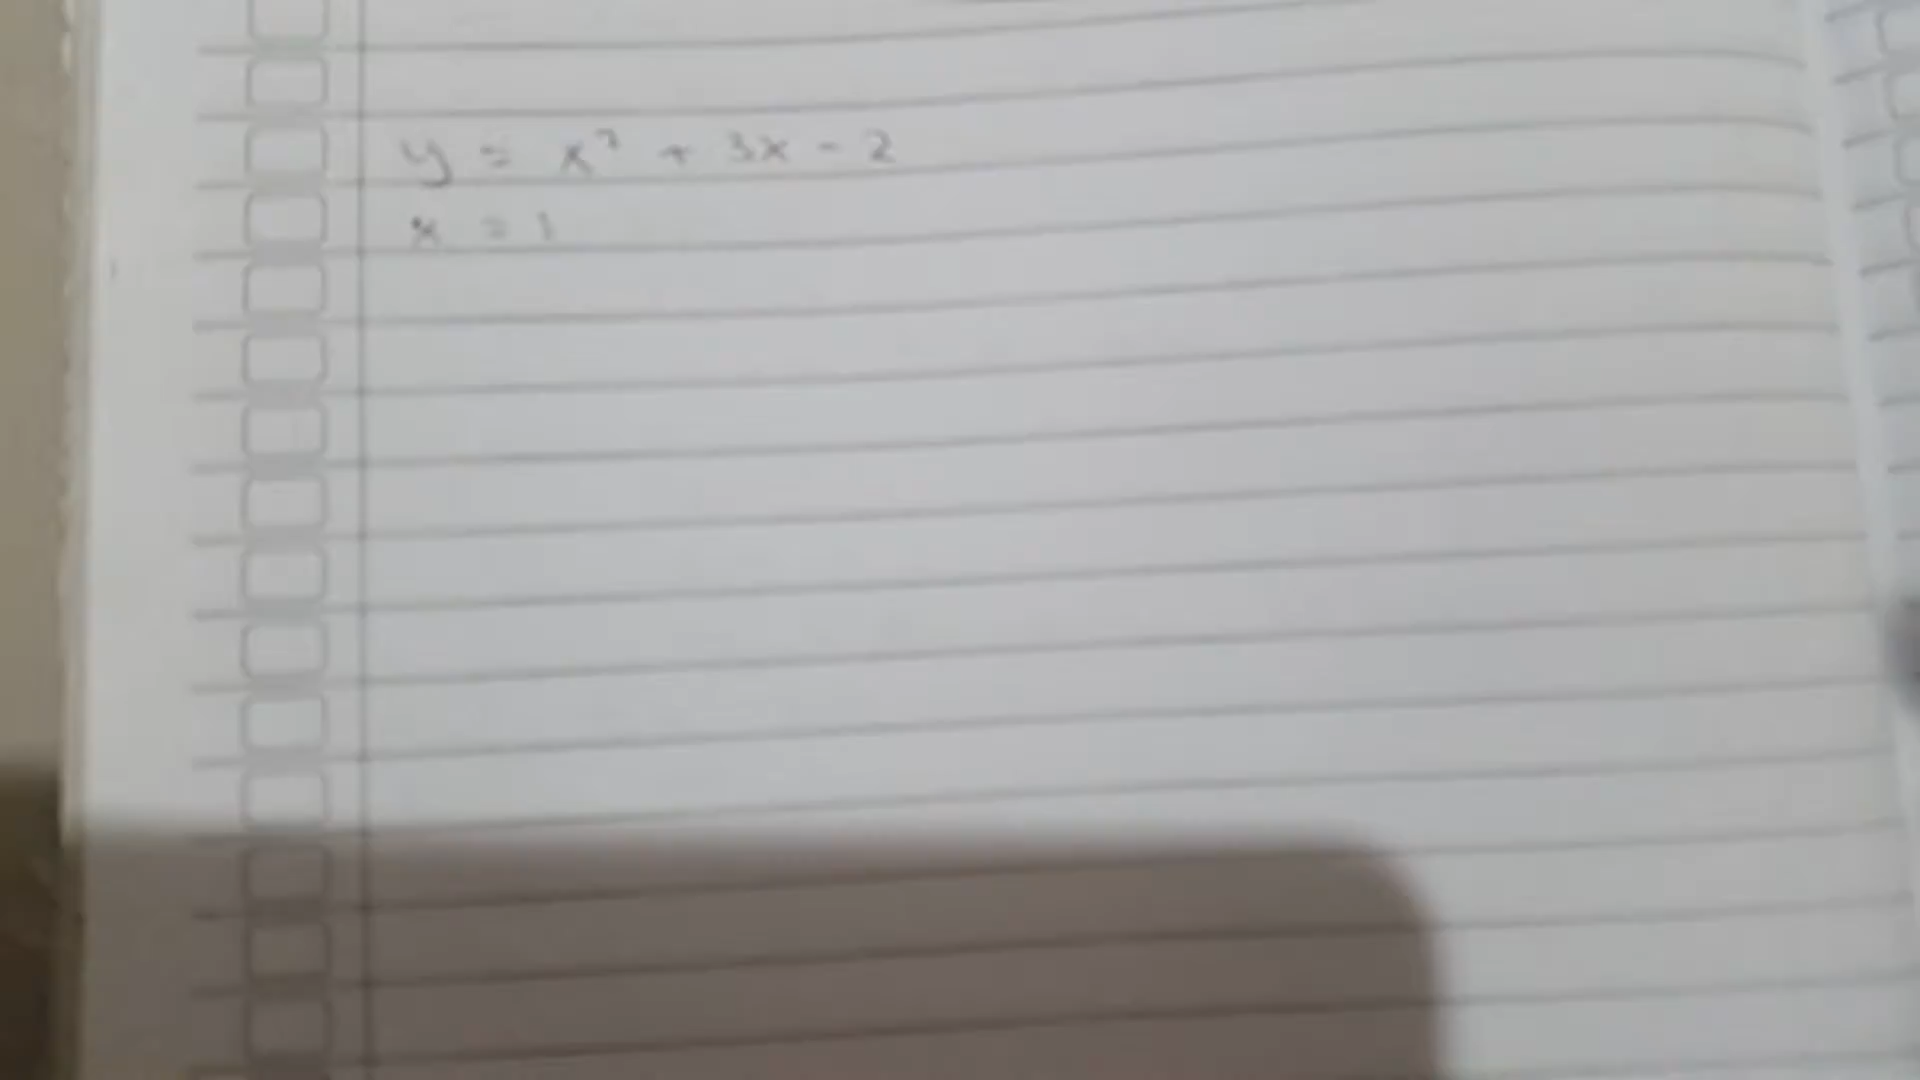 y = x² + 3x - 2
x = 1